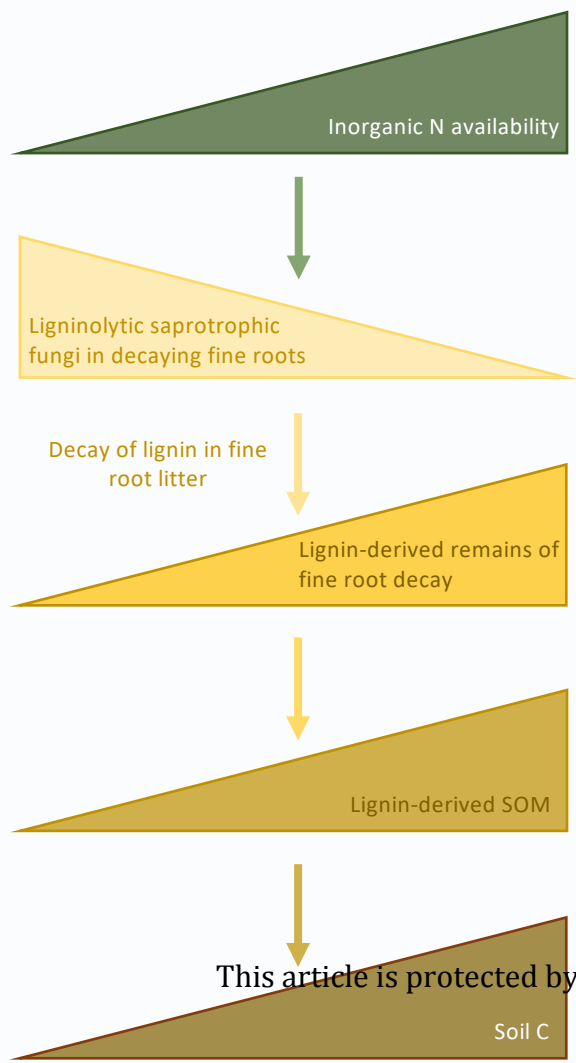 Inorganic N availability
Ligninolytic saprotrophic
fungi in decaying fine roots
Decay of lignin in fine
root litter
Lignin-derived remains of
fine root decay
Lignin-derived SOM
This article is protected by
Soil C